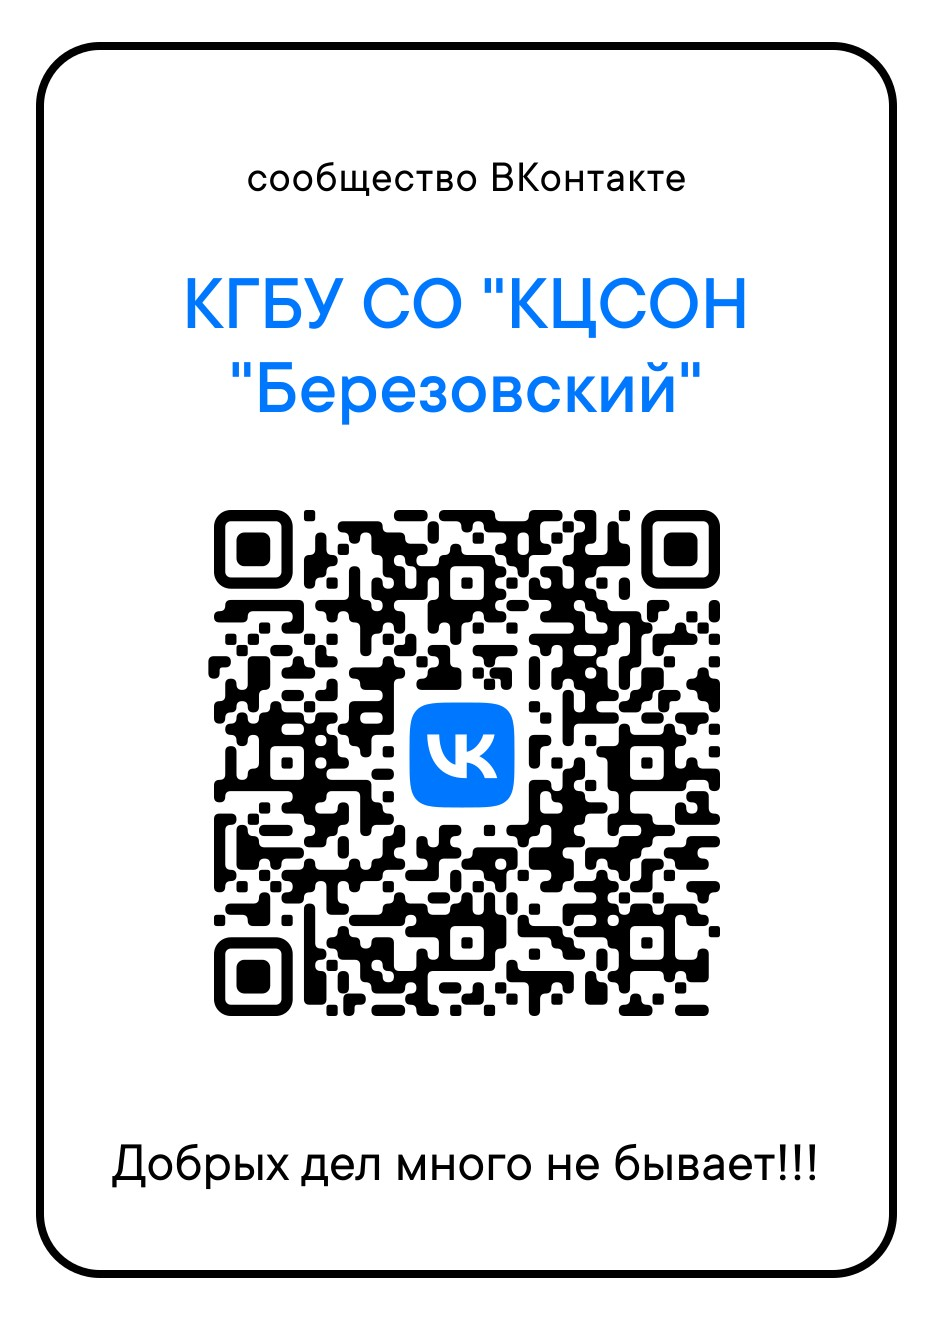 сообщество ВКонтакте
КГБУ СО "КЦСОН
"Березовский"
Добрых дел много не бывает!!!